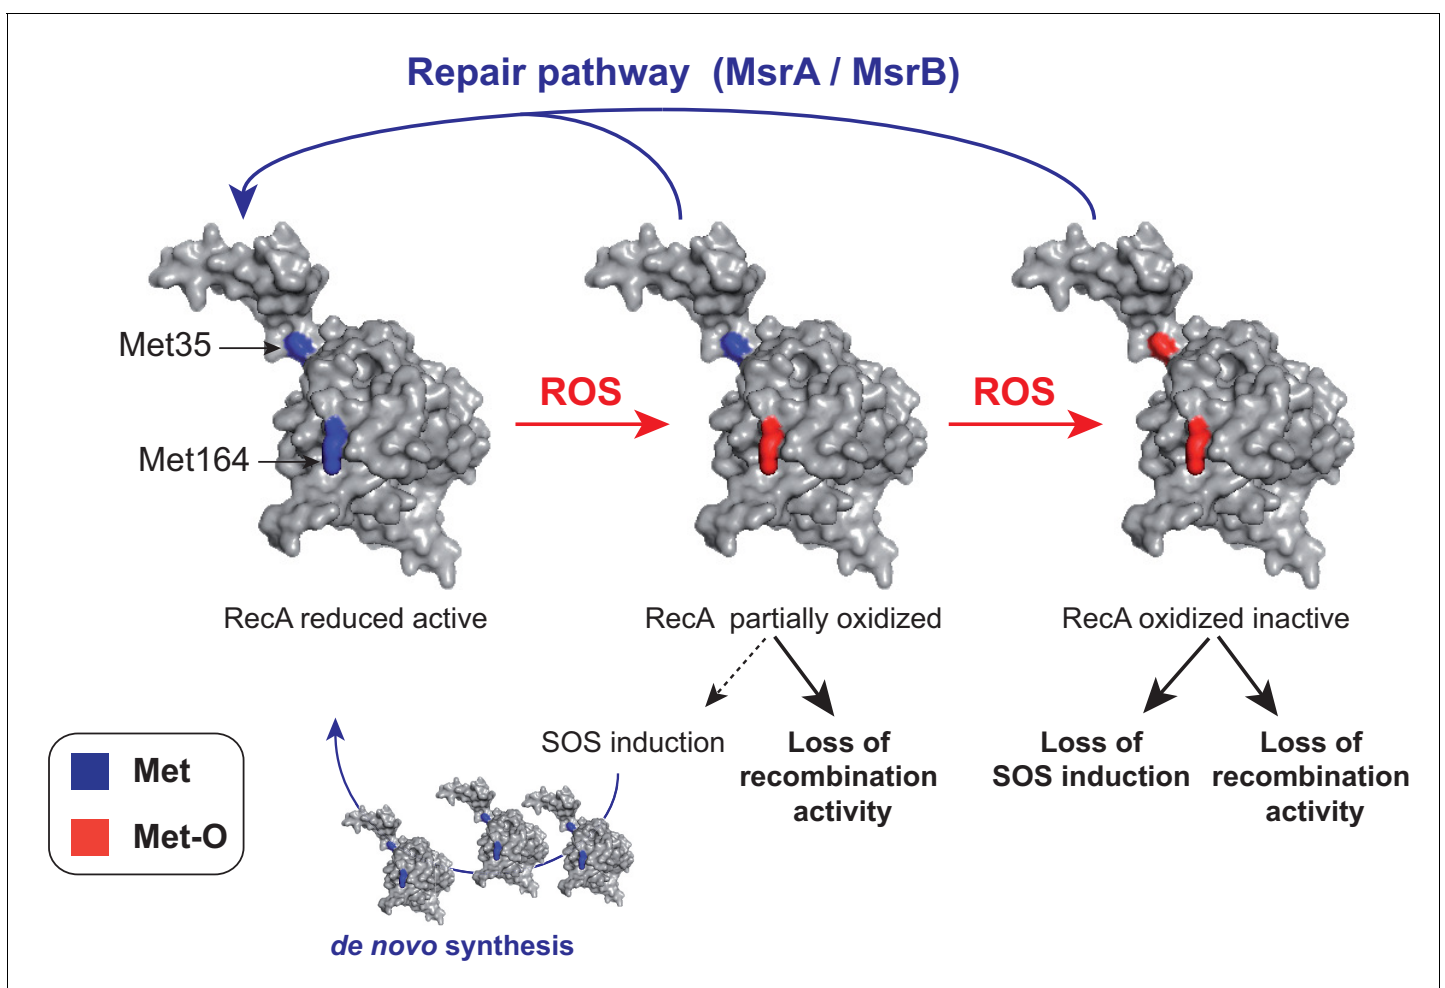 Repair pathway (MsrA / MsrB)
Met35
Met164
ROS
ROS
RecA reduced active
RecA partially oxidized
RecA oxidized inactive
SOS induction
Loss of
recombination
activity
Loss of
SOS induction
Loss of
recombination
activity
Met
Met-O
de novo synthesis